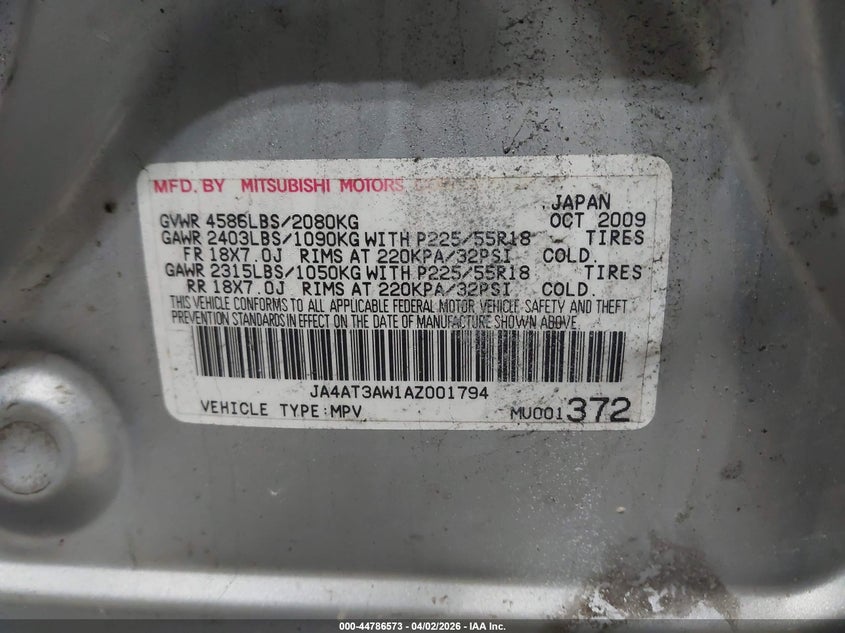 MFD. BY MITSUBISHI MOTORS
JAPAN
GVWR 4586LBS/2080KG OCT 2009
GAWR 2403LBS/1090KG WITH P225/55R18 TIRES
FR 18X7.0J RIMS AT 220KPA/32PSI COLD.
GAWR 2315LBS/1050KG WITH P225/55R18 TIRES
RR 18X7.0J RIMS AT 220KPA/32PSI COLD.
THIS VEHICLE CONFORMS TO ALL APPLICABLE FEDERAL MOTOR VEHICLE SAFETY AND THEFT
PREVENTION STANDARDS IN EFFECT ON THE DATE OF MANUFACTURE SHOWN ABOVE.
JA4AT3AW1AZ001794
VEHICLE TYPE:MPV MU001372
000-44786573 - 04/02/2026 - IAA Inc.